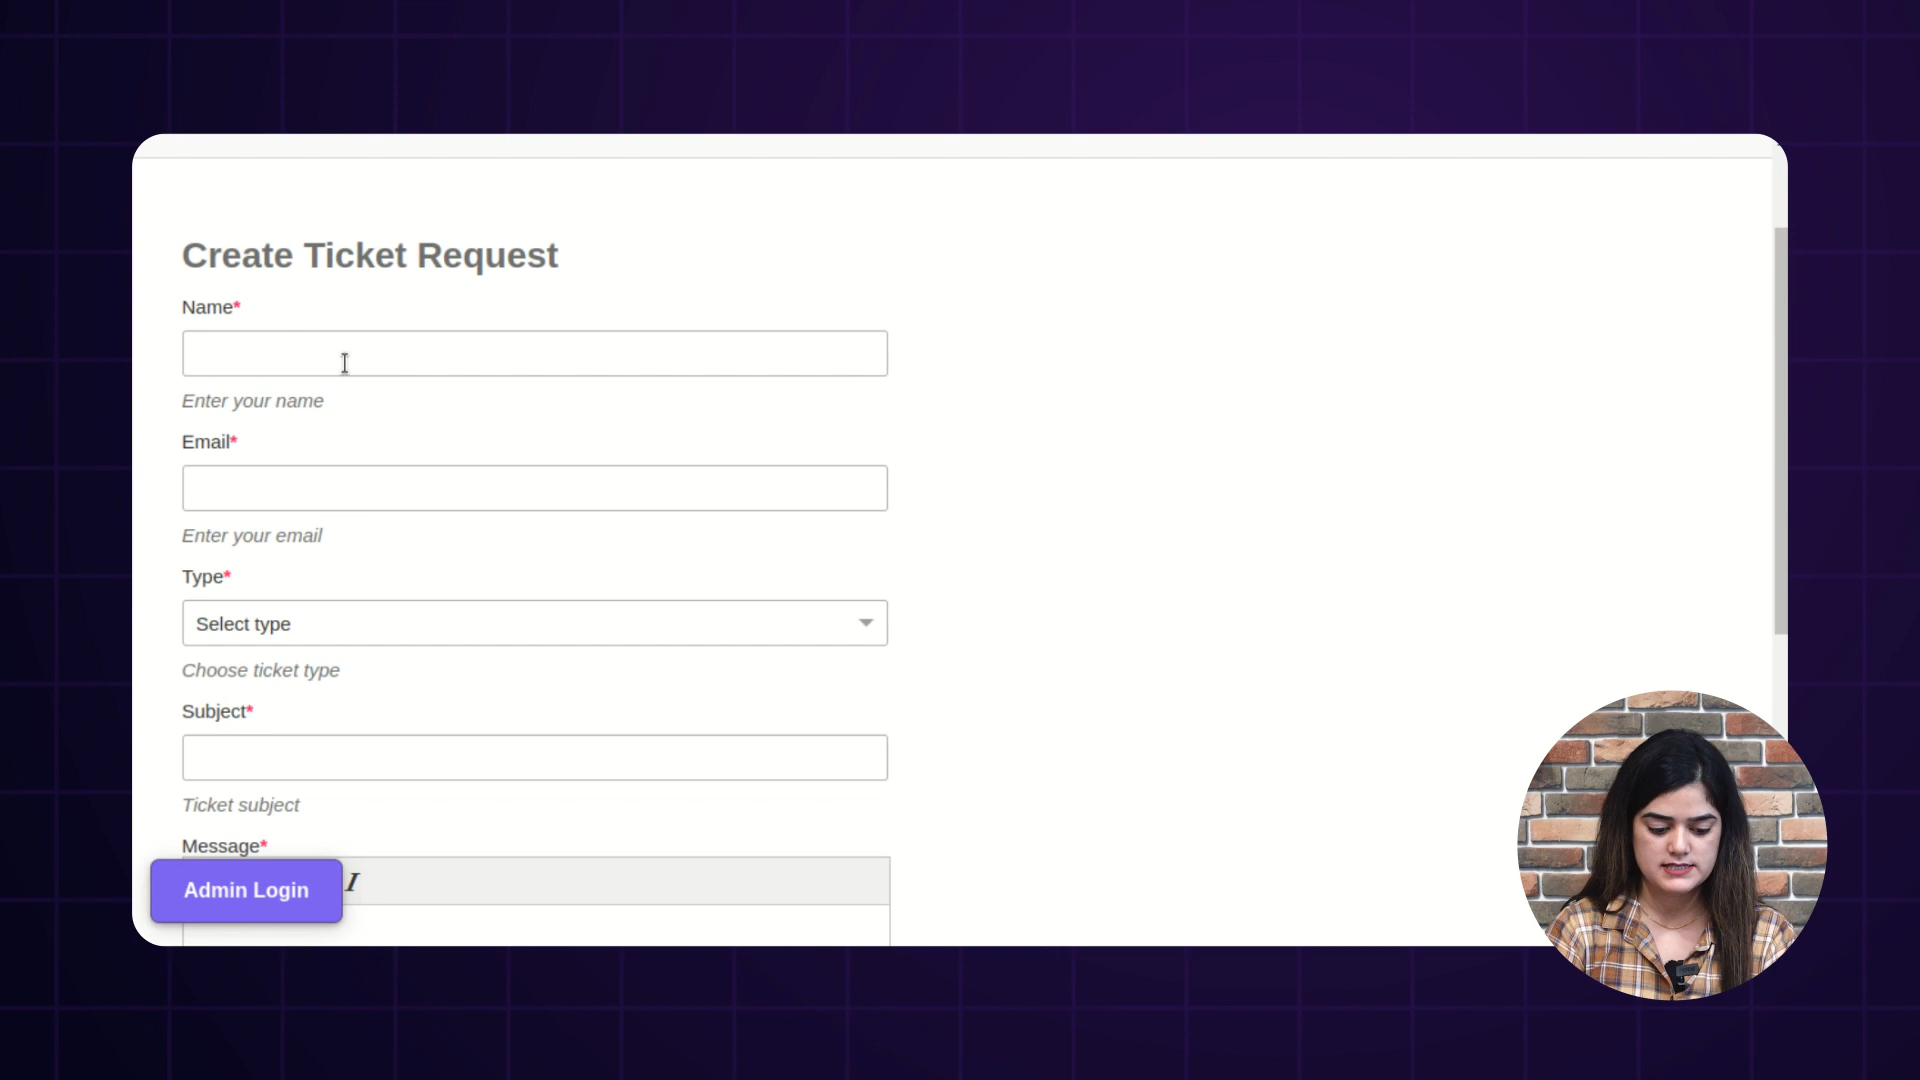 Create Ticket Request
Name*
Enter your name
Email*
Enter your email
Type*
Select type
Choose ticket type
Subject*
Ticket subject
Message*
Admin Login
I